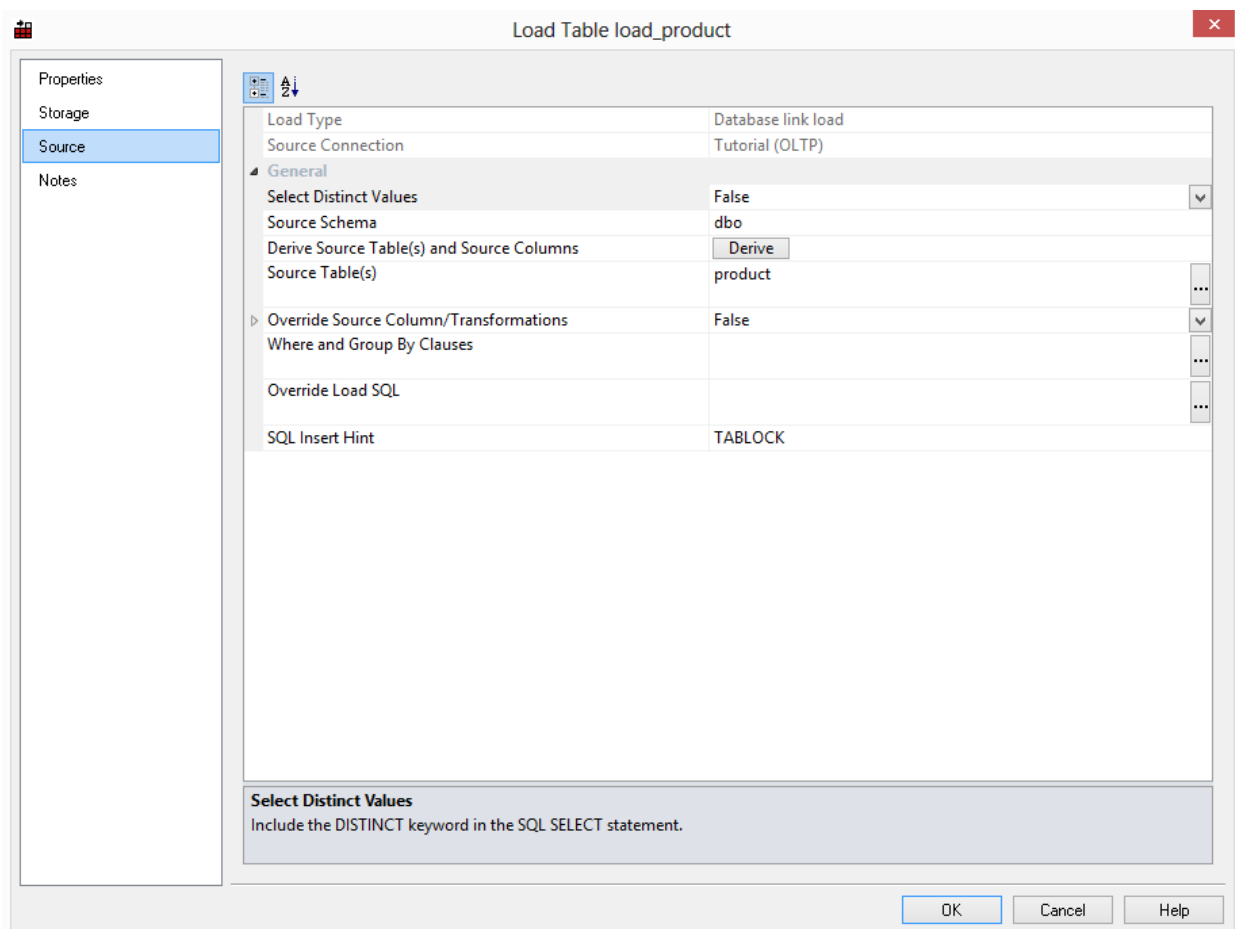 Load Table load_product
Properties
Storage
Source
Notes
Load Type Database link load
Source Connection Tutorial (OLTP)
General
Select Distinct Values False
Source Schema dbo
Derive Source Table(s) and Source Columns Derive
Source Table(s) product
...
Override Source Column/Transformations False
Where and Group By Clauses
...
Override Load SQL
...
SQL Insert Hint TABLOCK
Select Distinct Values
Include the DISTINCT keyword in the SQL SELECT statement.
OK Cancel Help